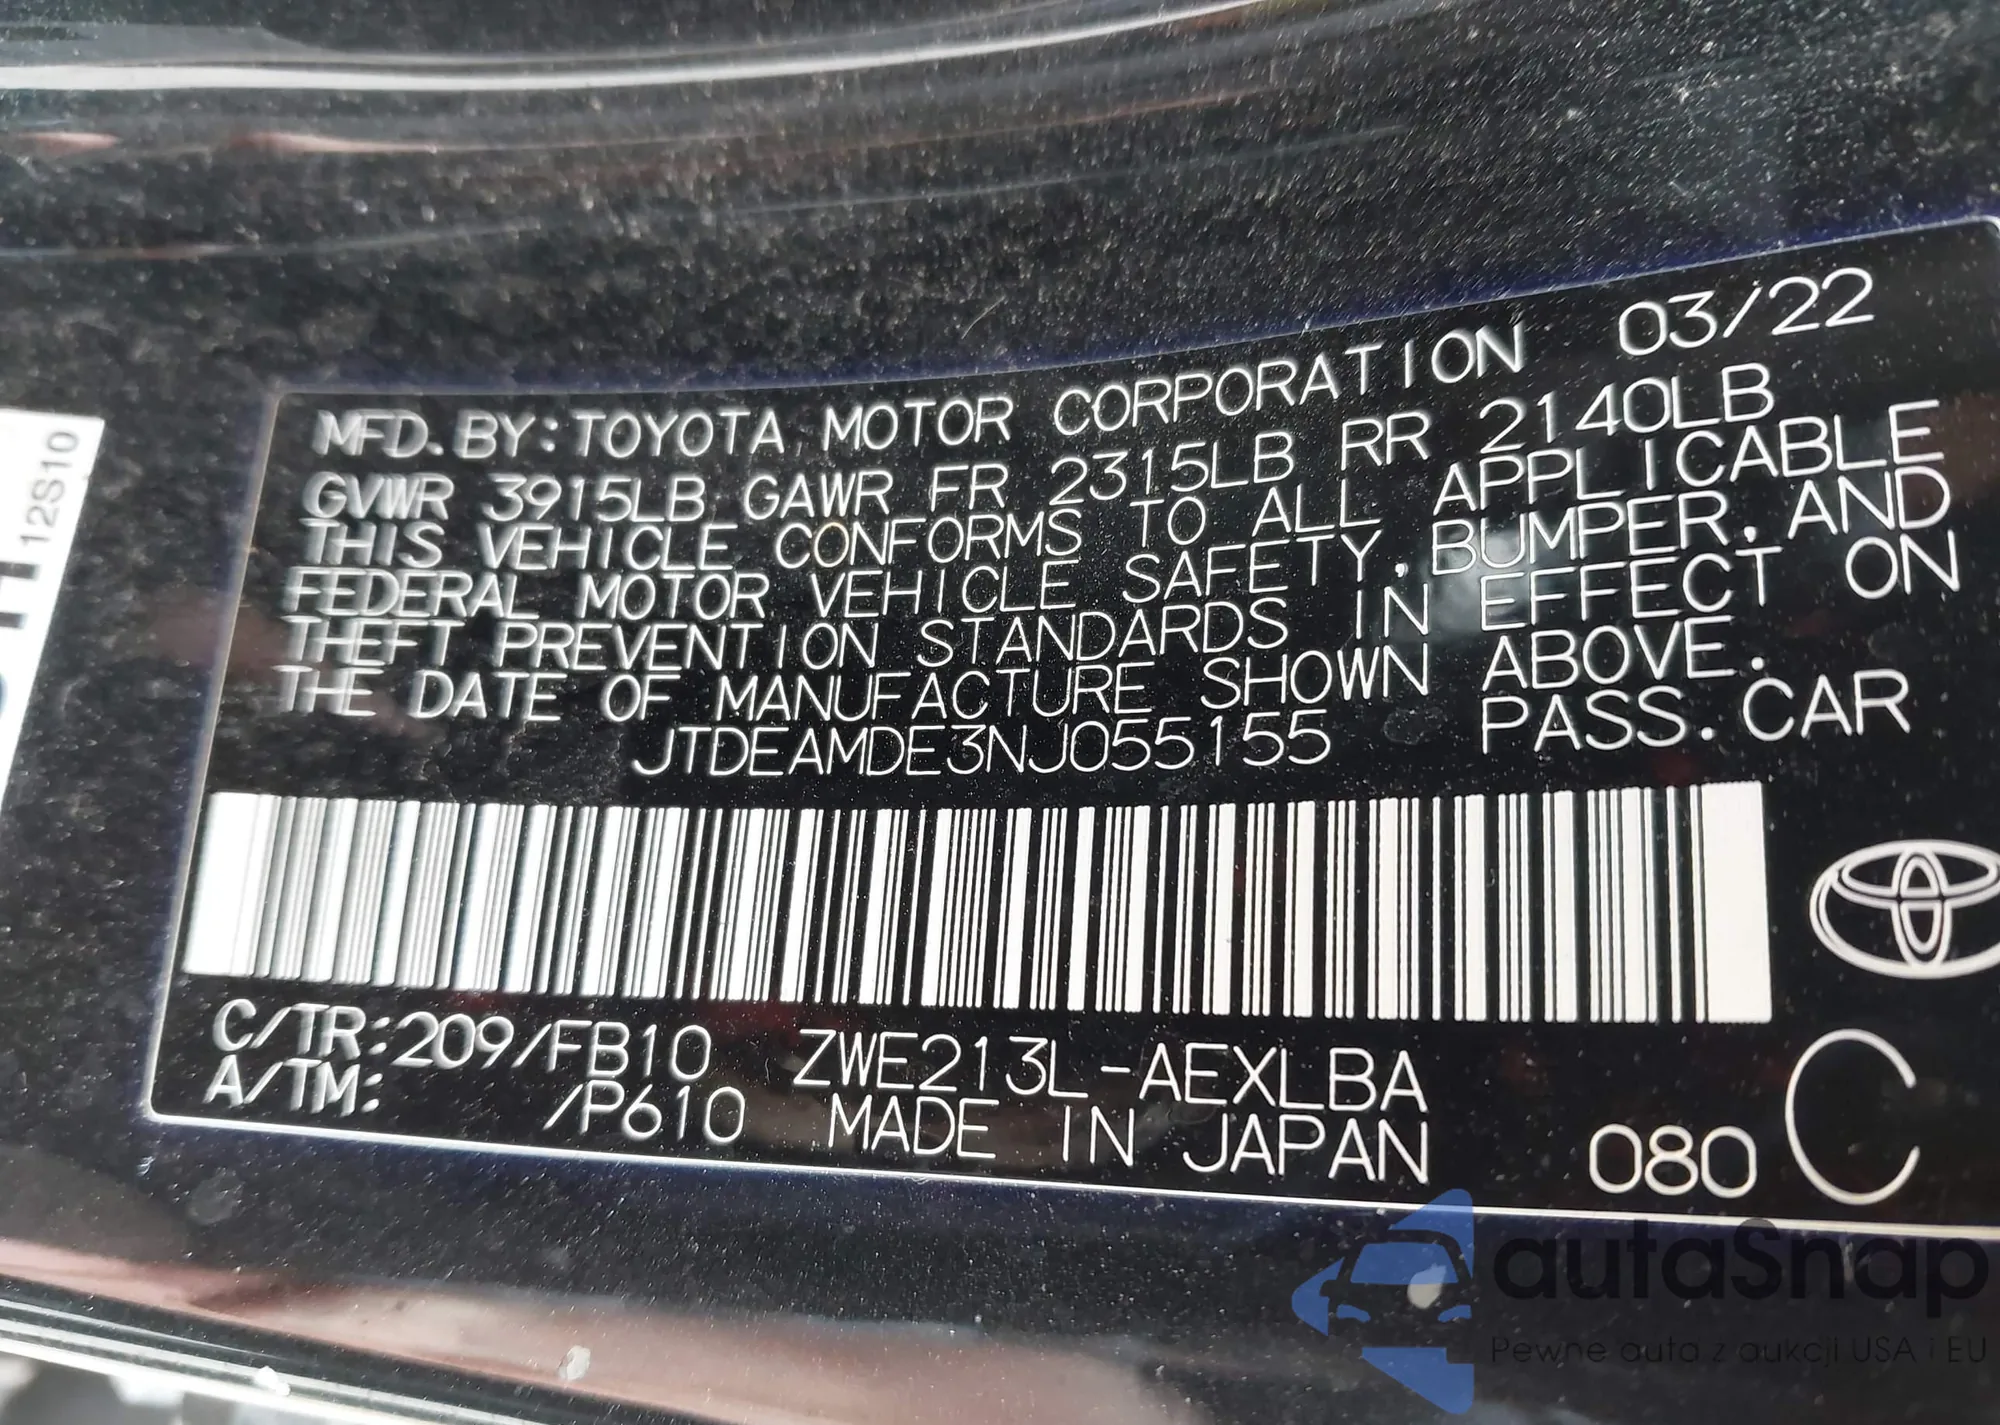 MFD.BY:TOYOTA MOTOR CORPORATION 03/22
GVWR 3915LB GAWR FR 2315LB RR 2140LB
THIS VEHICLE CONFORMS TO ALL APPLICABLE
FEDERAL MOTOR VEHICLE SAFETY, BUMPER, AND
THEFT PREVENTION STANDARDS IN EFFECT ON
THE DATE OF MANUFACTURE SHOWN ABOVE.
JTDEAMDE3NJ055155 PASS.CAR
C/TR:209/FB10 ZWE213L-AEXLBA
A/TM: /P610 MADE IN JAPAN 080 C
12S10
autaSnap
Pewne auta z aukcji USA i EU